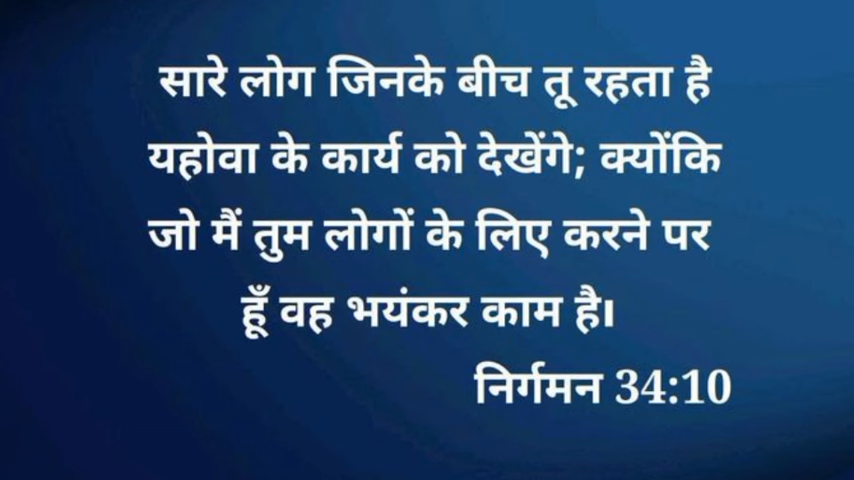 सारे लोग जिनके बीच तू रहता है
यहोवा के कार्य को देखेंगे; क्योंकि
जो मैं तुम लोगों के लिए करने पर
हूँ वह भयंकर काम है।
निर्गमन 34:10